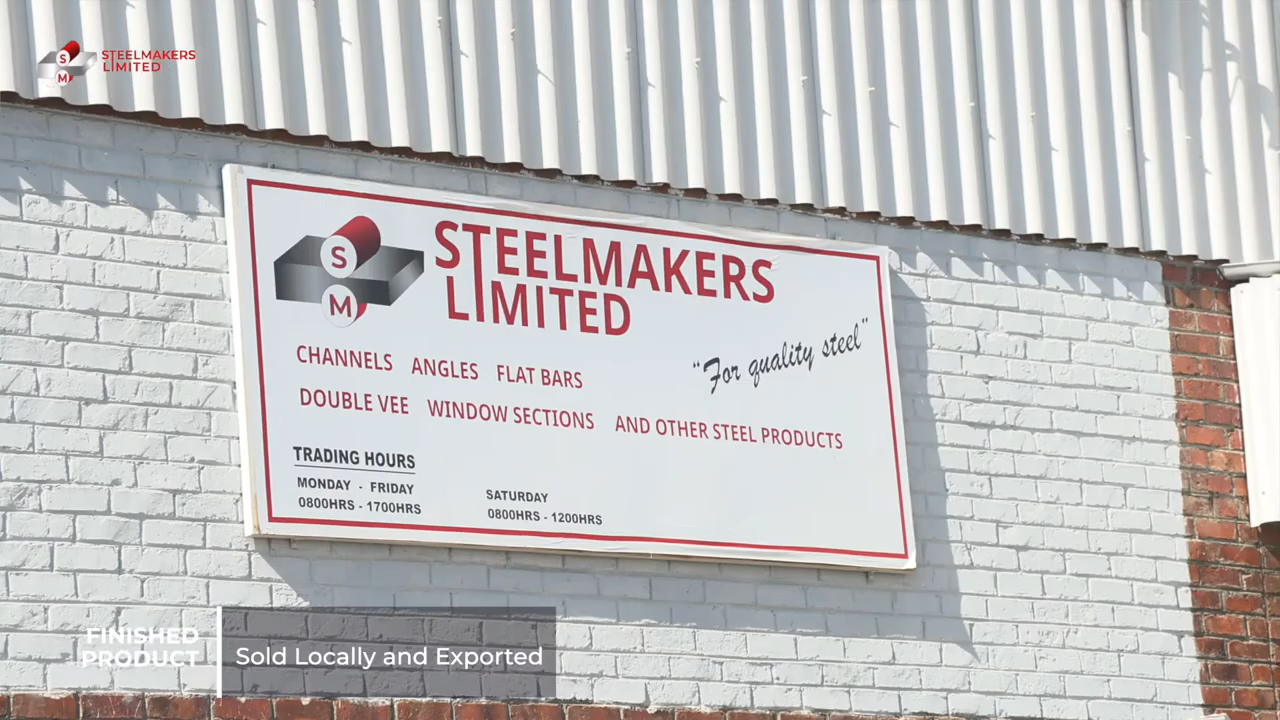 S
M
STEELMAKERS
LIMITED
S
M
STEELMAKERS
LIMITED
"For quality steel"
CHANNELS ANGLES FLAT BARS
DOUBLE VEE WINDOW SECTIONS AND OTHER STEEL PRODUCTS
TRADING HOURS
MONDAY - FRIDAY
0800HRS - 1700HRS
SATURDAY
0800HRS - 1200HRS
FINISHED
PRODUCT
Sold Locally and Exported